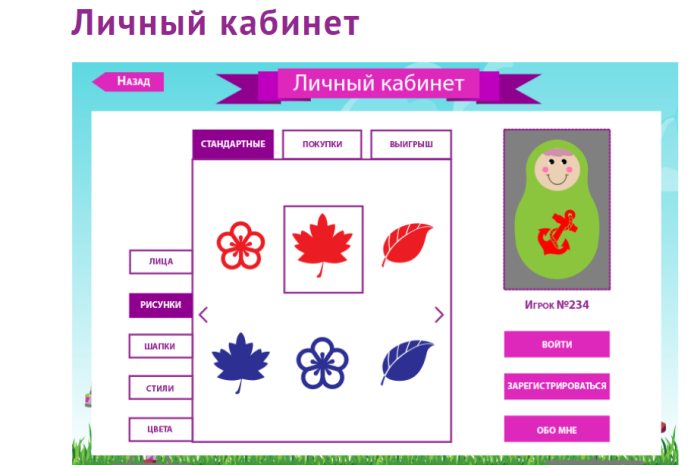 Личный кабинет
Назад
Личный кабинет
СТАНДАРТНЫЕ
ПОКУПКИ
ВЫИГРЫШ
ЛИЦА
РИСУНКИ
ШАПКИ
СТИЛИ
ЦВЕТА
Игрок №234
ВОЙТИ
ЗАРЕГИСТРИРОВАТЬСЯ
ОБО МНЕ